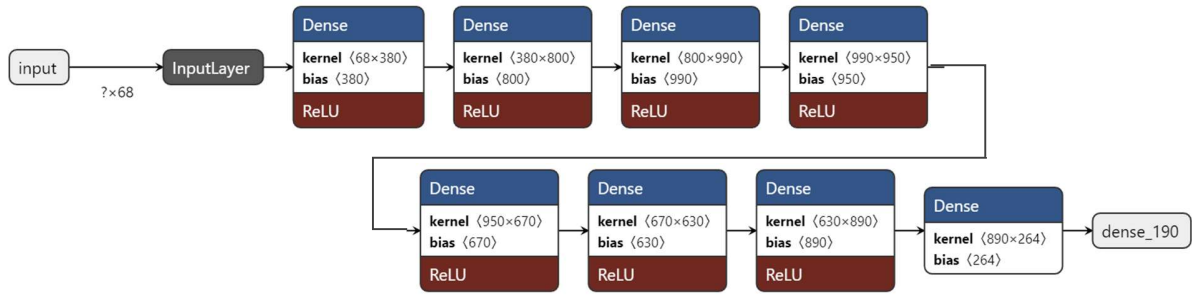 input
?×68
InputLayer
Dense
kernel 〈68×380〉
bias 〈380〉
ReLU
Dense
kernel 〈380×800〉
bias 〈800〉
ReLU
Dense
kernel 〈800×990〉
bias 〈990〉
ReLU
Dense
kernel 〈990×950〉
bias 〈950〉
ReLU
Dense
kernel 〈950×670〉
bias 〈670〉
ReLU
Dense
kernel 〈670×630〉
bias 〈630〉
ReLU
Dense
kernel 〈630×890〉
bias 〈890〉
ReLU
Dense
kernel 〈890×264〉
bias 〈264〉
dense_190